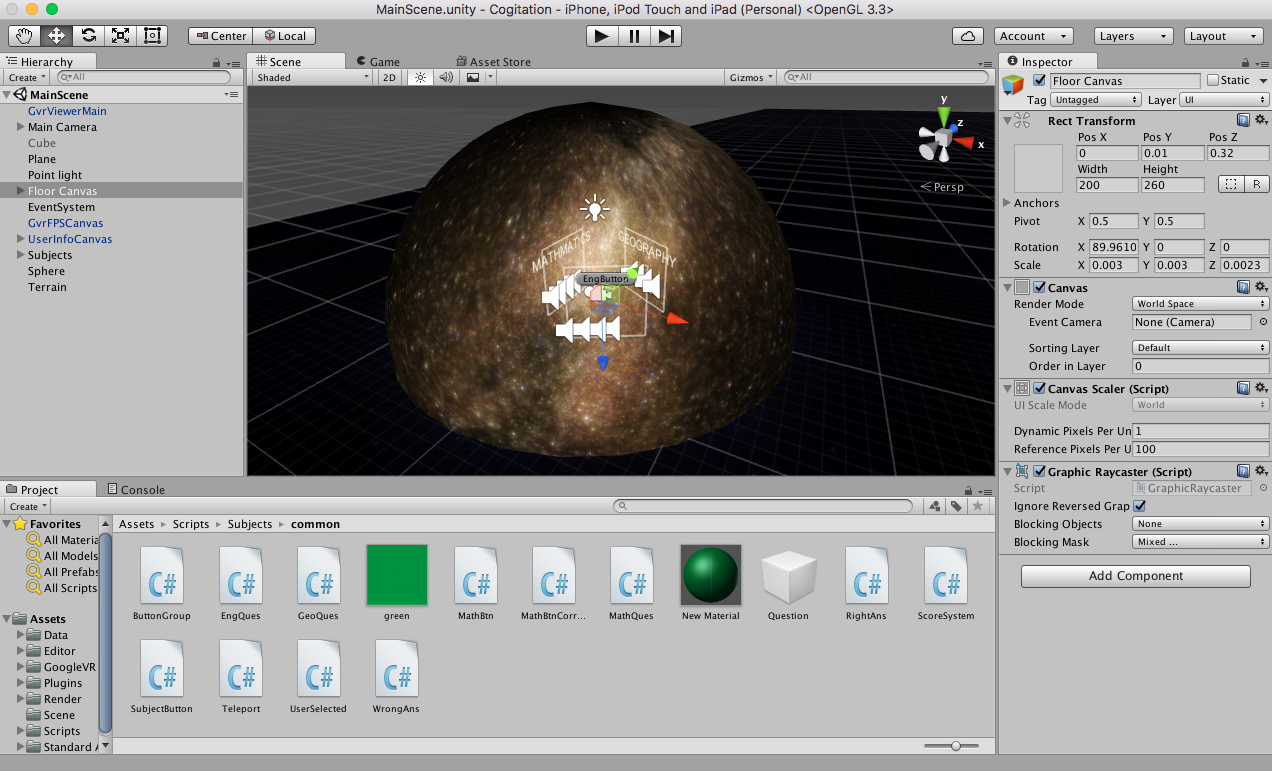 MainScene.unity - Cogitation - iPhone, iPod Touch and iPad (Personal) <OpenGL 3.3>
Center Local Account Layers Layout
Hierarchy
Create All
MainScene
GvrViewerMain
Main Camera
Cube
Plane
Point light
Floor Canvas
EventSystem
GvrFPSCanvas
UserInfoCanvas
Subjects
Sphere
Terrain
Scene Game Asset Store
Shaded 2D Gizmos All
y
z
x
Persp
MATHMATICS GEOGRAPHY
EngButton
Inspector
Floor Canvas Static
Tag Untagged Layer UI
Rect Transform
Pos X Pos Y Pos Z
0 0.01 0.32
Width Height
200 260 R
Anchors
Pivot X 0.5 Y 0.5
Rotation X 89.9610 Y 0 Z 0
Scale X 0.003 Y 0.003 Z 0.0023
Canvas
Render Mode World Space
Event Camera None (Camera)
Sorting Layer Default
Order in Layer 0
Canvas Scaler (Script)
UI Scale Mode World
Dynamic Pixels Per Un 1
Reference Pixels Per U 100
Graphic Raycaster (Script)
Script GraphicRaycaster
Ignore Reversed Grap
Blocking Objects None
Blocking Mask Mixed ...
Add Component
Project Console
Create
Favorites
All Materia
All Models
All Prefabs
All Scripts
Assets
Data
Editor
GoogleVR
Plugins
Render
Scene
Scripts
Standard A
Assets Scripts Subjects common
C# C# C# C# C# C# C# C#
ButtonGroup EngQues GeoQues green MathBtn MathBtnCorr... MathQues New Material Question RightAns ScoreSystem
C# C# C# C#
SubjectButton Teleport UserSelected WrongAns